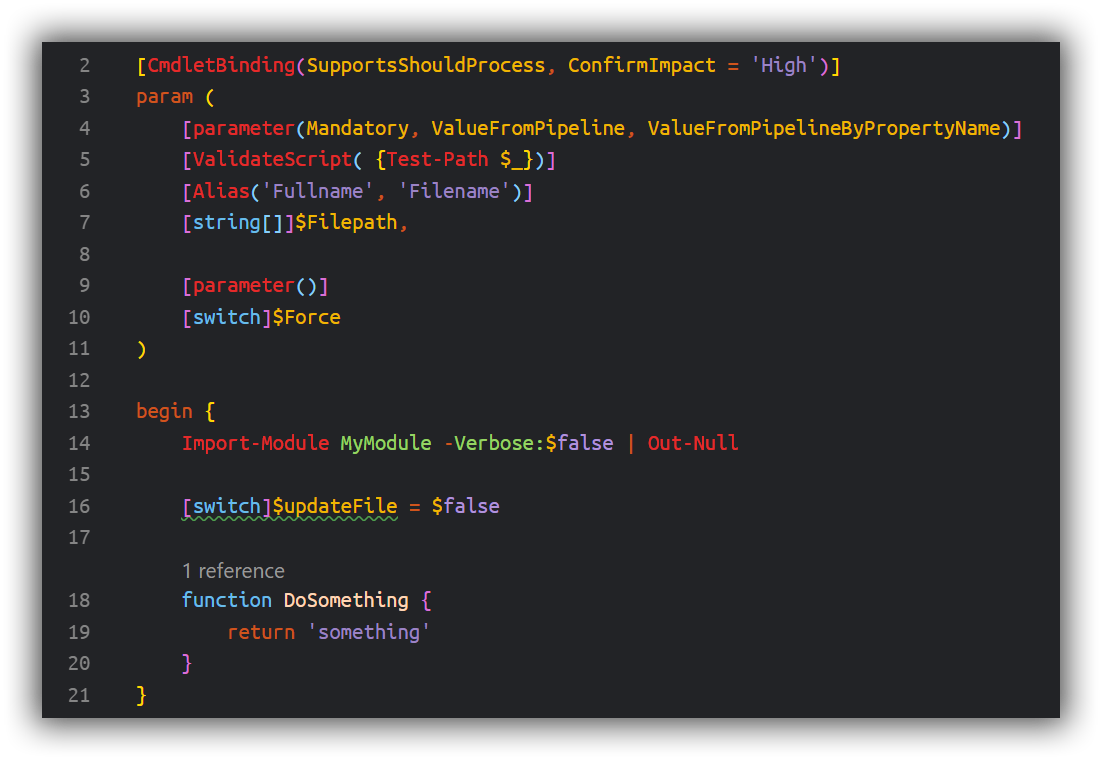 2 [CmdletBinding(SupportsShouldProcess, ConfirmImpact = 'High')]
3 param (
4 [parameter(Mandatory, ValueFromPipeline, ValueFromPipelineByPropertyName)]
5 [ValidateScript( {Test-Path $_})]
6 [Alias('Fullname', 'Filename')]
7 [string[]]$Filepath,
8
9 [parameter()]
10 [switch]$Force
11 )
12
13 begin {
14 Import-Module MyModule -Verbose:$false | Out-Null
15
16 [switch]$updateFile = $false
17
1 reference
18 function DoSomething {
19 return 'something'
20 }
21 }